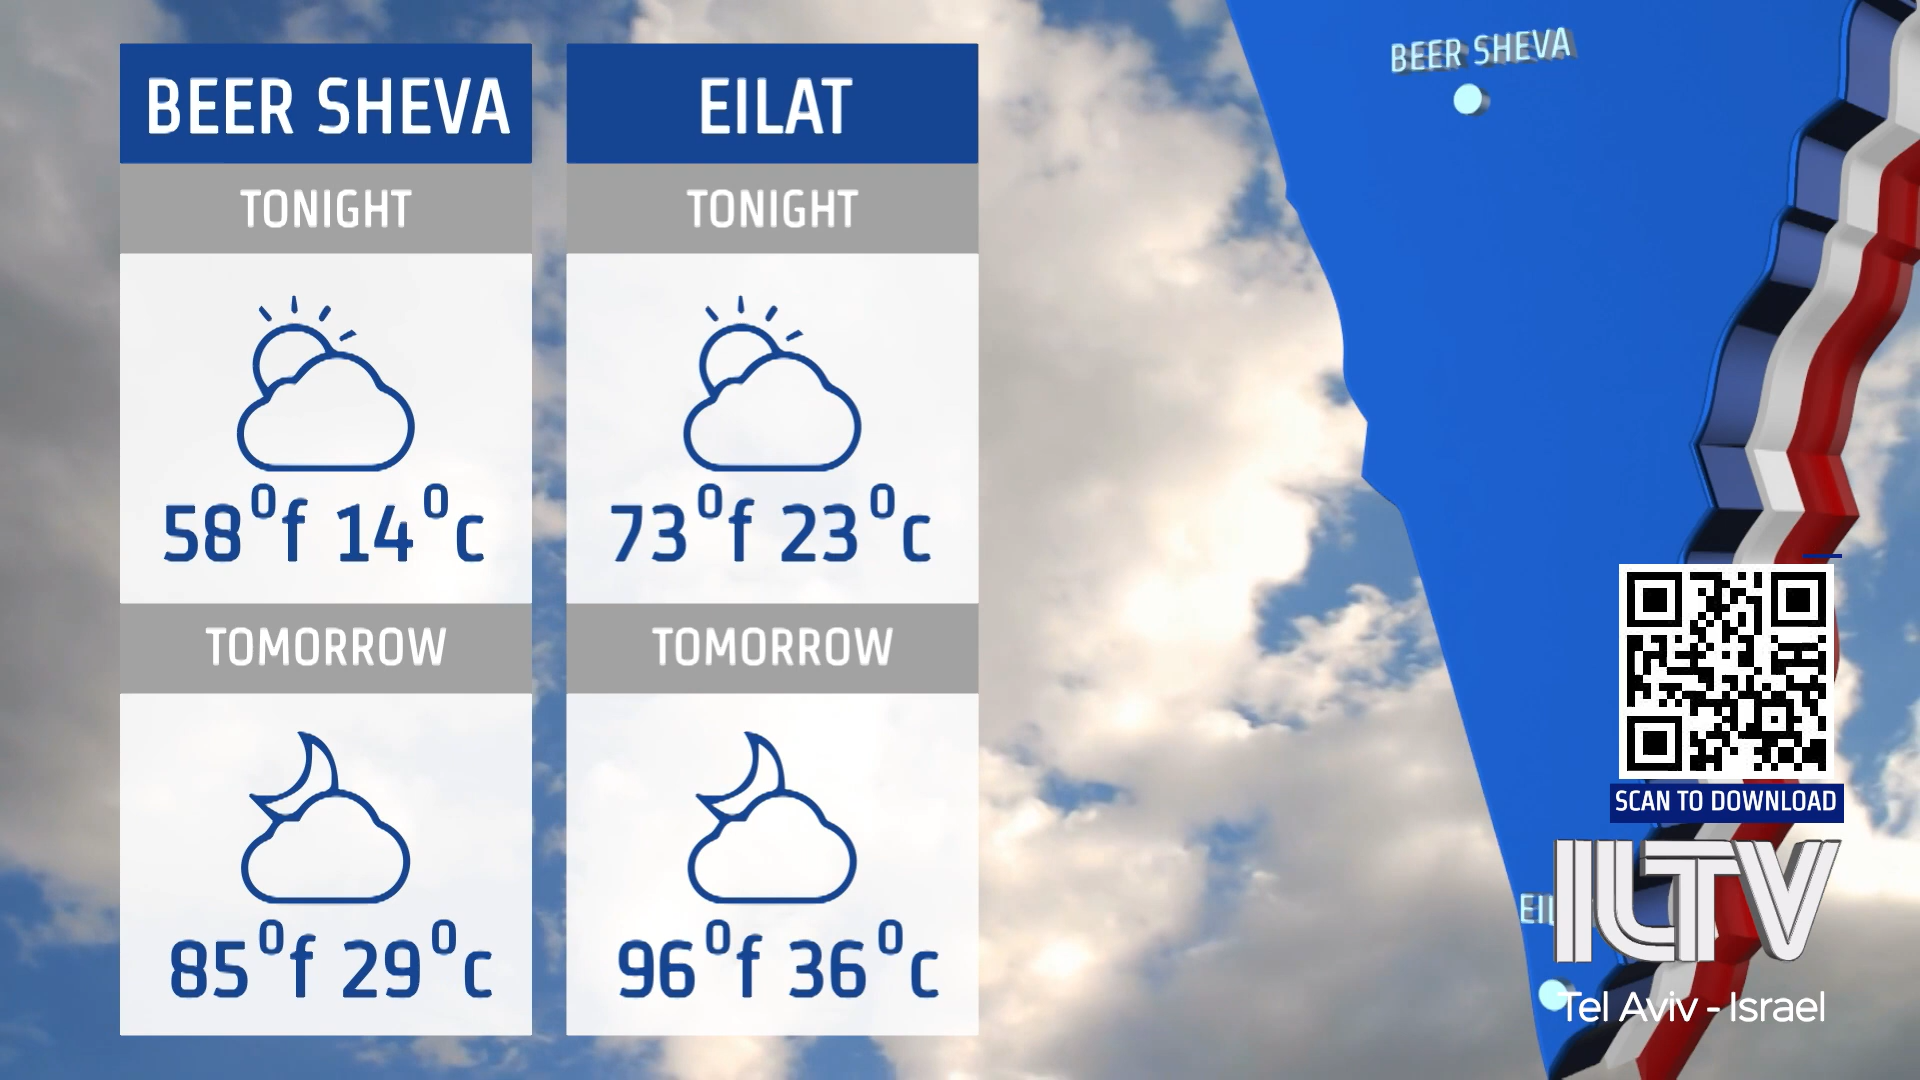 BEER SHEVA
TONIGHT
58°f 14°c
TOMORROW
85°f 29°c
EILAT
TONIGHT
73°f 23°c
TOMORROW
96°f 36°c
BEER SHEVA
SCAN TO DOWNLOAD
ILTV
Tel Aviv - Israel